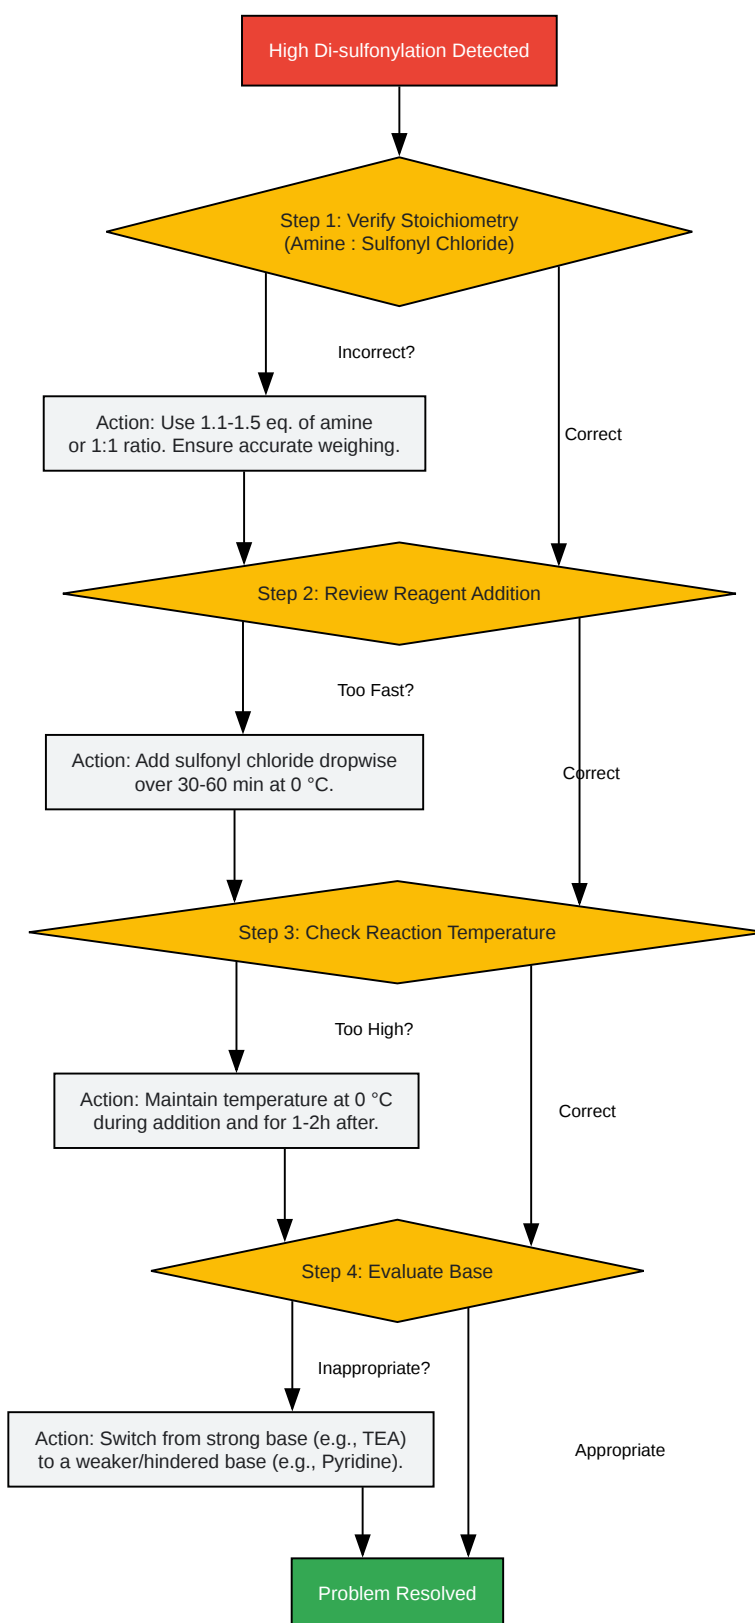 High Di-sulfonylation Detected
Step 1: Verify Stoichiometry
(Amine : Sulfonyl Chloride)
Incorrect?
Action: Use 1.1-1.5 eq. of amine
or 1:1 ratio. Ensure accurate weighing.
Correct
Step 2: Review Reagent Addition
Too Fast?
Action: Add sulfonyl chloride dropwise
over 30-60 min at 0 °C.
Correct
Step 3: Check Reaction Temperature
Too High?
Action: Maintain temperature at 0 °C
during addition and for 1-2h after.
Correct
Step 4: Evaluate Base
Inappropriate?
Action: Switch from strong base (e.g., TEA)
to a weaker/hindered base (e.g., Pyridine).
Appropriate
Problem Resolved